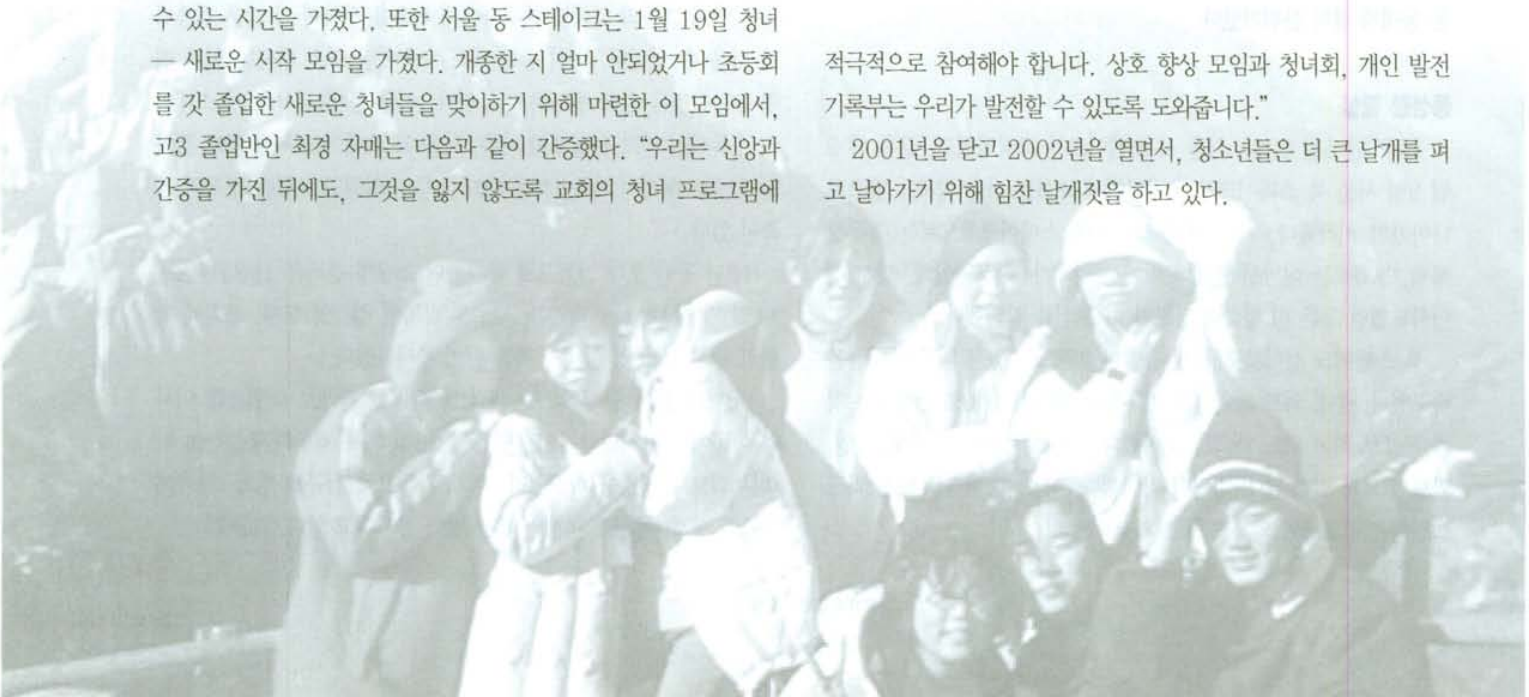 수 있는 시간을 가졌다. 또한 서울 동 스테이크는 1월 19일 청녀
— 새로운 시작 모임을 가졌다. 개종한 지 얼마 안되었거나 초등회
를 갓 졸업한 새로운 청녀들을 맞이하기 위해 마련한 이 모임에서,
고3 졸업반인 최경 자매는 다음과 같이 간증했다. “우리는 신앙과
간증을 가진 뒤에도, 그것을 잃지 않도록 교회의 청녀 프로그램에
적극적으로 참여해야 합니다. 상호 향상 모임과 청녀회, 개인 발전
기록부는 우리가 발전할 수 있도록 도와줍니다.”
2001년을 닫고 2002년을 열면서, 청소년들은 더 큰 날개를 펴
고 날아가기 위해 힘찬 날개짓을 하고 있다.